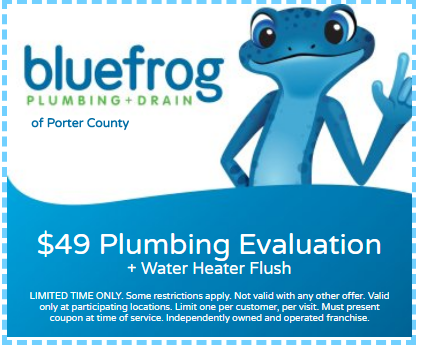 bluefrog
PLUMBING + DRAIN
of Porter County
$49 Plumbing Evaluation
+ Water Heater Flush
LIMITED TIME ONLY. Some restrictions apply. Not valid with any other offer. Valid
only at participating locations. Limit one per customer, per visit. Must present
coupon at time of service. Independently owned and operated franchise.